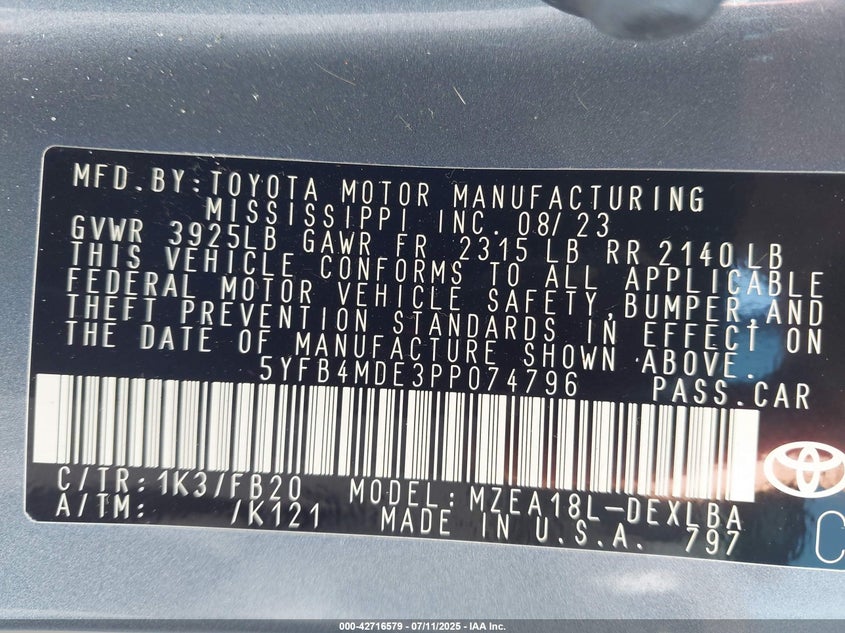 MFD.BY:TOYOTA MOTOR MANUFACTURING
MISSISSIPPI INC. 08/23
GVWR 3925LB GAWR FR 2315 LB RR 2140 LB
THIS VEHICLE CONFORMS TO ALL APPLICABLE
FEDERAL MOTOR VEHICLE SAFETY, BUMPER, AND
THEFT PREVENTION STANDARDS IN EFFECT ON
THE DATE OF MANUFACTURE SHOWN ABOVE.
5YFB4MDE3PP074796 PASS.CAR
C/TR: 1K3/FB20 MODEL: MZEA18L-DEXLBA
A/TM: /K121 MADE IN U.S.A. 797
C
000-42716579 - 07/11/2025 - IAA Inc.